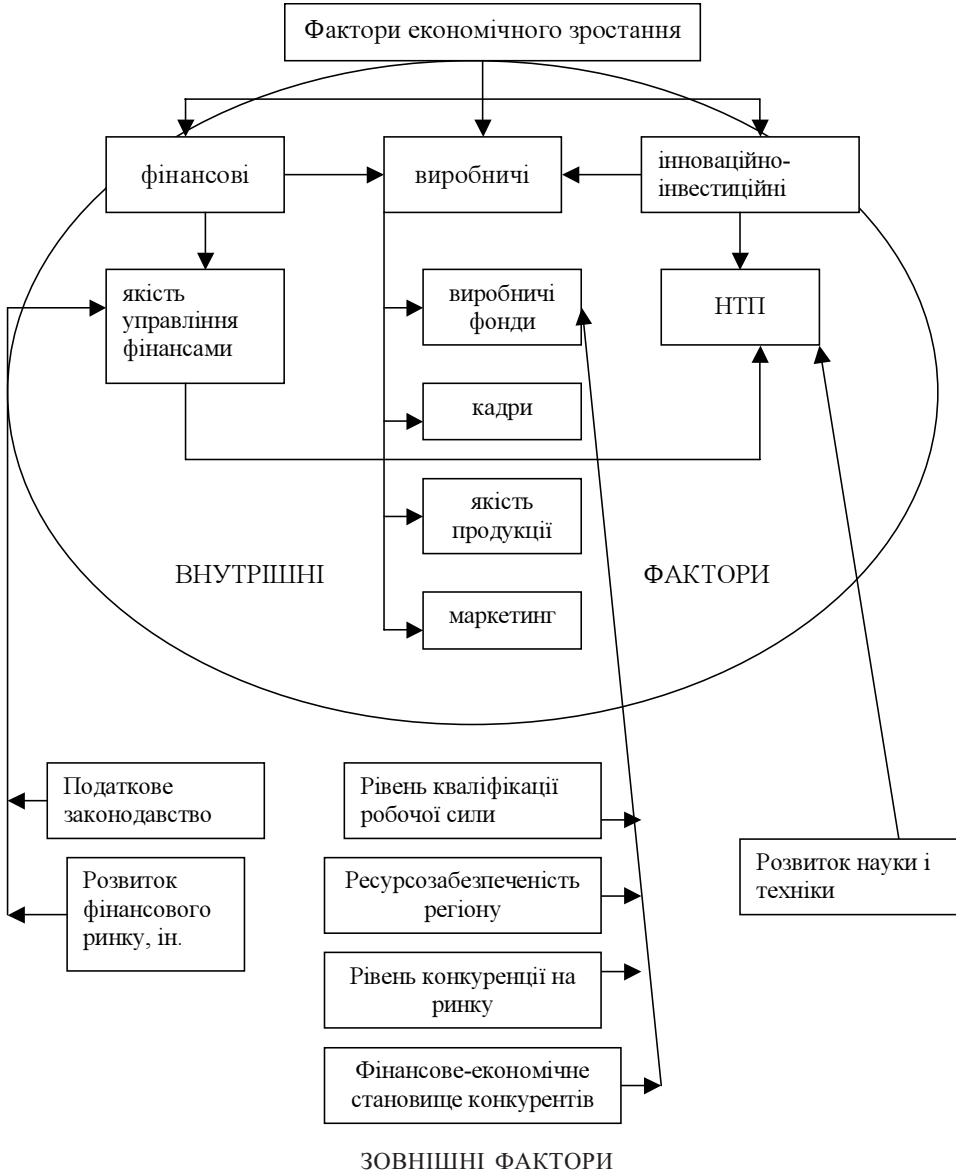 Фактори економічного зростання
фінансові
виробничі
інноваційно-
інвестиційні
якість
управління
фінансами
виробничі
фонди
НТП
кадри
якість
продукції
ВНУТРІШНІ
ФАКТОРИ
маркетинг
Податкове
законодавство
Рівень кваліфікації
робочої сили
Розвиток науки і
техніки
Розвиток
фінансового
ринку, ін.
Ресурсозабезпеченість
регіону
Рівень конкуренції на
ринку
Фінансове-економічне
становище конкурентів
ЗОВНІШНІ ФАКТОРИ